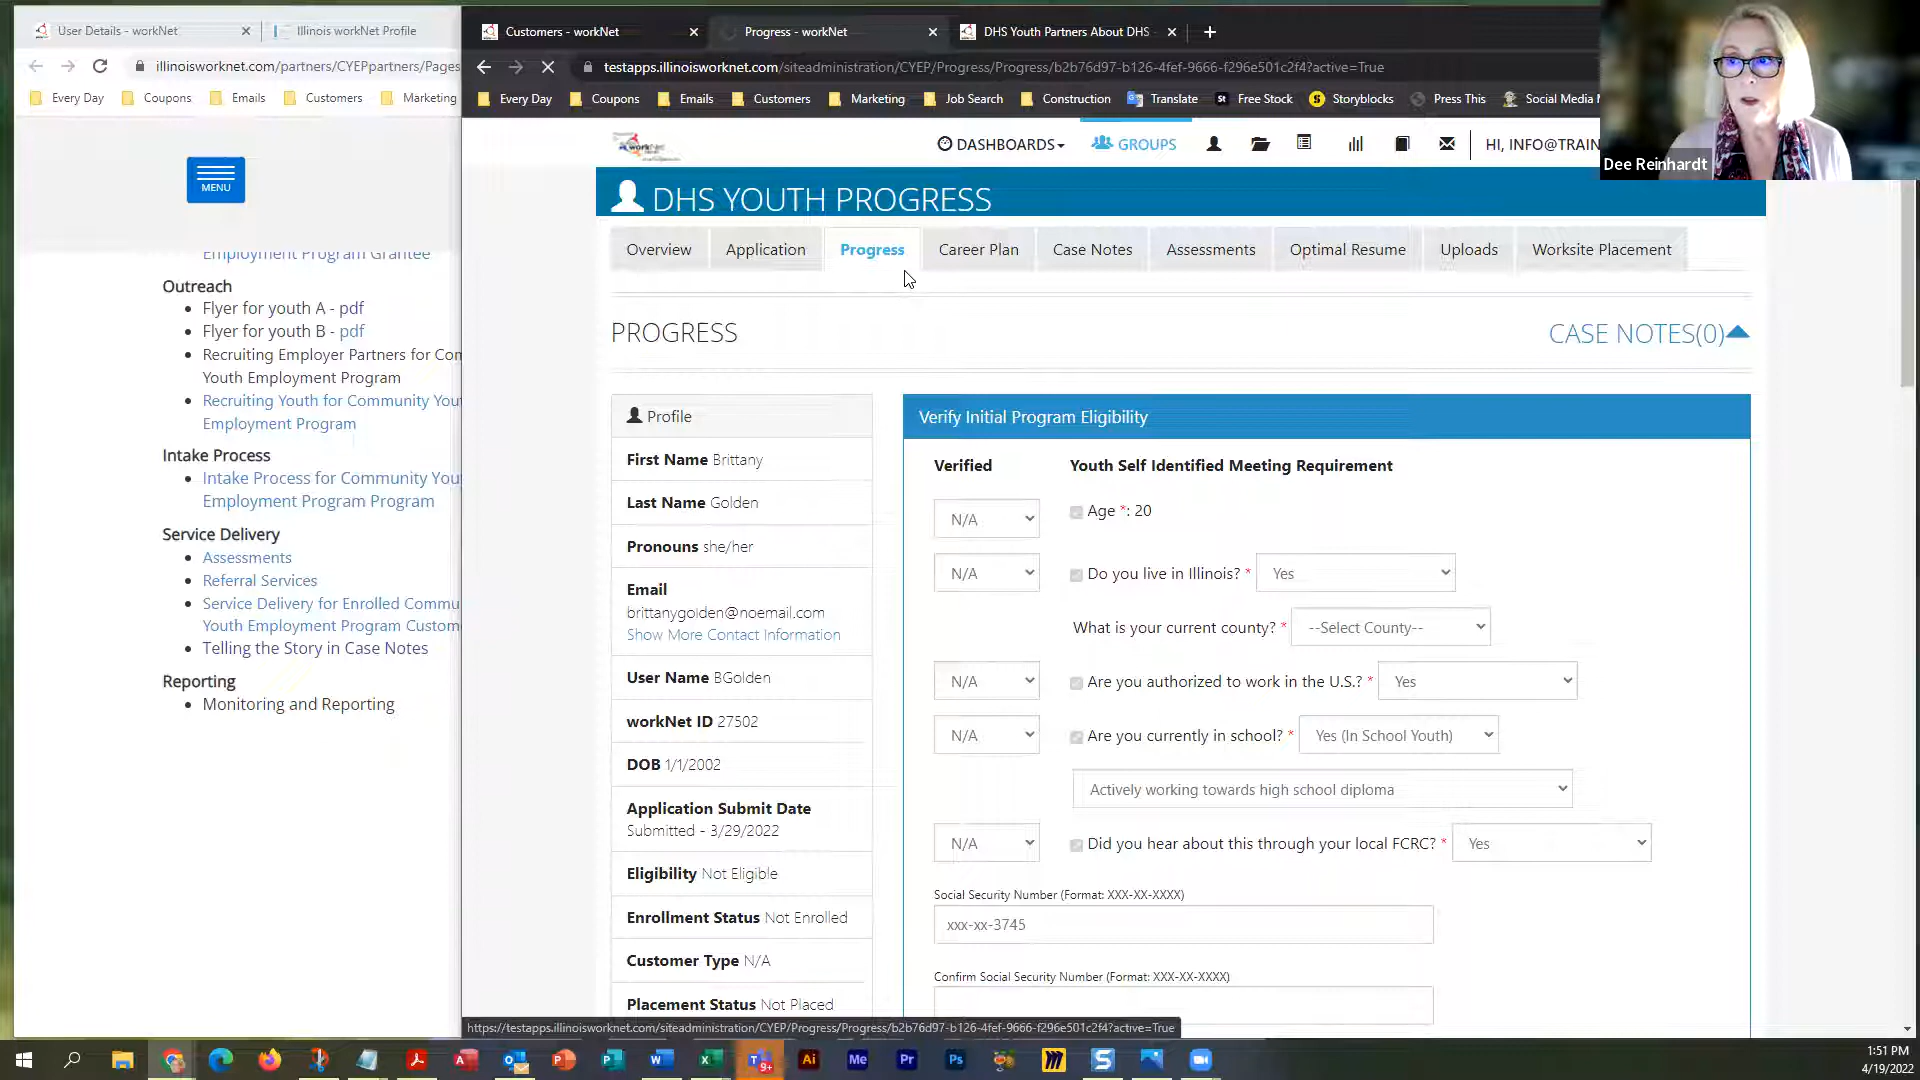 User Details - workNet
Illinois workNet Profile
Customers - workNet
Progress - workNet
DHS Youth Partners About DHS
illinoisworknet.com/partners/CYEPpartners/Pages
testapps.illinoisworknet.com/siteadministration/CYEP/Progress/Progress/b2b76d97-b126-4fef-9666-f296e501c2f4?active=True
Every Day
Coupons
Emails
Customers
Marketing
Every Day
Coupons
Emails
Customers
Marketing
Job Search
Construction
Translate
Free Stock
Storyblocks
Press This
Social Media
Dee Reinhardt
MENU
Employment Program Grantee
Outreach
Flyer for youth A - pdf
Flyer for youth B - pdf
Recruiting Employer Partners for Com
Youth Employment Program
Recruiting Youth for Community You
Employment Program
Intake Process
Intake Process for Community You
Employment Program Program
Service Delivery
Assessments
Referral Services
Service Delivery for Enrolled Commu
Youth Employment Program Custom
Telling the Story in Case Notes
Reporting
Monitoring and Reporting
workNet
DASHBOARDS
GROUPS
HI, INFO@TRAIN
DHS YOUTH PROGRESS
Overview
Application
Progress
Career Plan
Case Notes
Assessments
Optimal Resume
Uploads
Worksite Placement
PROGRESS
CASE NOTES(0)
Profile
First Name Brittany
Last Name Golden
Pronouns she/her
Email
brittanygolden@noemail.com
Show More Contact Information
User Name BGolden
workNet ID 27502
DOB 1/1/2002
Application Submit Date
Submitted - 3/29/2022
Eligibility Not Eligible
Enrollment Status Not Enrolled
Customer Type N/A
Placement Status Not Placed
Verify Initial Program Eligibility
Verified
Youth Self Identified Meeting Requirement
N/A
Age *: 20
N/A
Do you live in Illinois? *
Yes
What is your current county? *
--Select County--
N/A
Are you authorized to work in the U.S.? *
Yes
N/A
Are you currently in school? *
Yes (In School Youth)
Actively working towards high school diploma
N/A
Did you hear about this through your local FCRC? *
Yes
Social Security Number (Format: XXX-XX-XXXX)
xxx-xx-3745
Confirm Social Security Number (Format: XXX-XX-XXXX)
https://testapps.illinoisworknet.com/siteadministration/CYEP/Progress/Progress/b2b76d97-b126-4fef-9666-f296e501c2f4?active=True
1:51 PM
4/19/2022